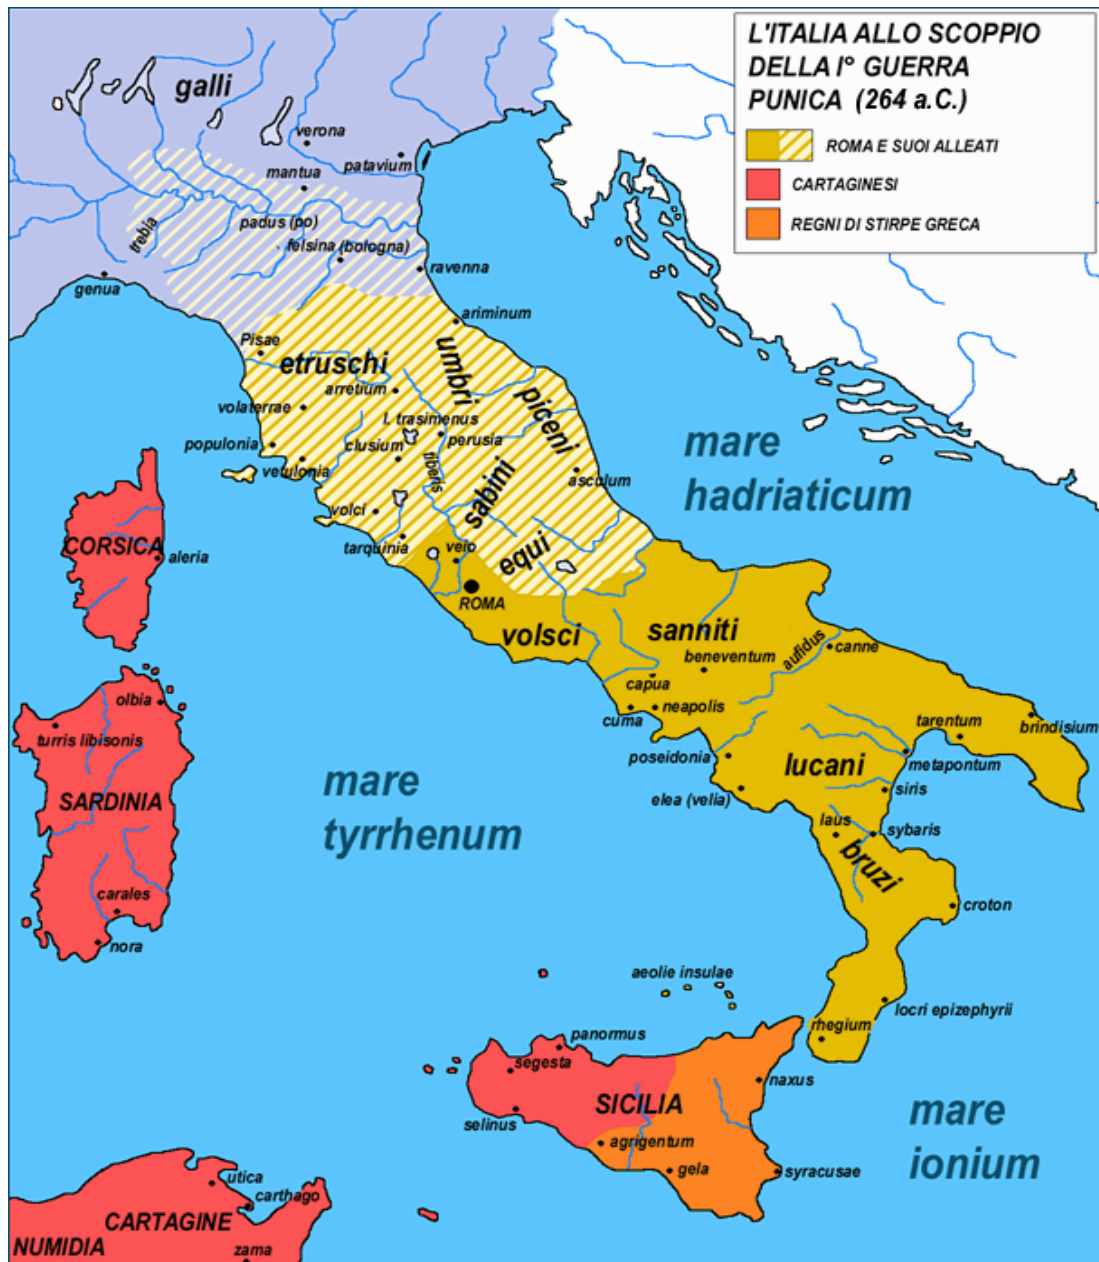 L'ITALIA ALLO SCOPPIO
DELLA I° GUERRA
PUNICA (264 a.C.)
ROMA E SUOI ALLEATI
CARTAGINESI
REGNI DI STIRPE GRECA
galli
verona
patavium
mantua
padus (po)
trebia
felsina (bologna)
ravenna
genua
ariminum
Pisae
etruschi
umbri
arretium
piceni
volaterrae
l. trasimenus
perusia
populonia
clusium
vetulonia
tiberis
sabini
asculum
mare
hadriaticum
volci
tarquinia
veio
equi
ROMA
CORSICA
aleria
volsci
sanniti
beneventum
aufidus
canne
capua
cuma
neapolis
olbia
turris libisonis
tarentum
brindisium
poseidonia
lucani
metapontum
elea (velia)
siris
SARDINIA
mare
tyrrhenum
laus
sybaris
bruzi
carales
nora
croton
aeolie insulae
locri epizephyrii
rhegium
panormus
segesta
naxus
SICILIA
selinus
agrigentum
gela
syracusae
mare
ionium
utica
carthago
CARTAGINE
NUMIDIA
zama